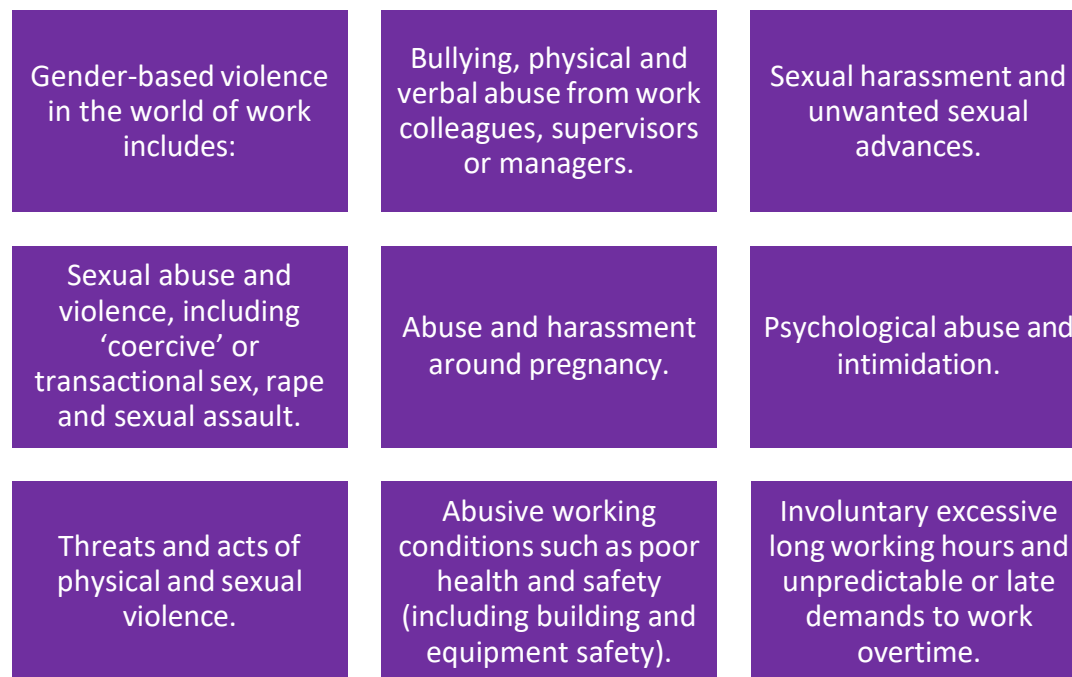 Gender-based violence
in the world of work
includes:
Bullying, physical and
verbal abuse from work
colleagues, supervisors
or managers.
Sexual harassment and
unwanted sexual
advances.
Sexual abuse and
violence, including
‘coercive’ or
transactional sex, rape
and sexual assault.
Abuse and harassment
around pregnancy.
Psychological abuse and
intimidation.
Threats and acts of
physical and sexual
violence.
Abusive working
conditions such as poor
health and safety
(including building and
equipment safety).
Involuntary excessive
long working hours and
unpredictable or late
demands to work
overtime.